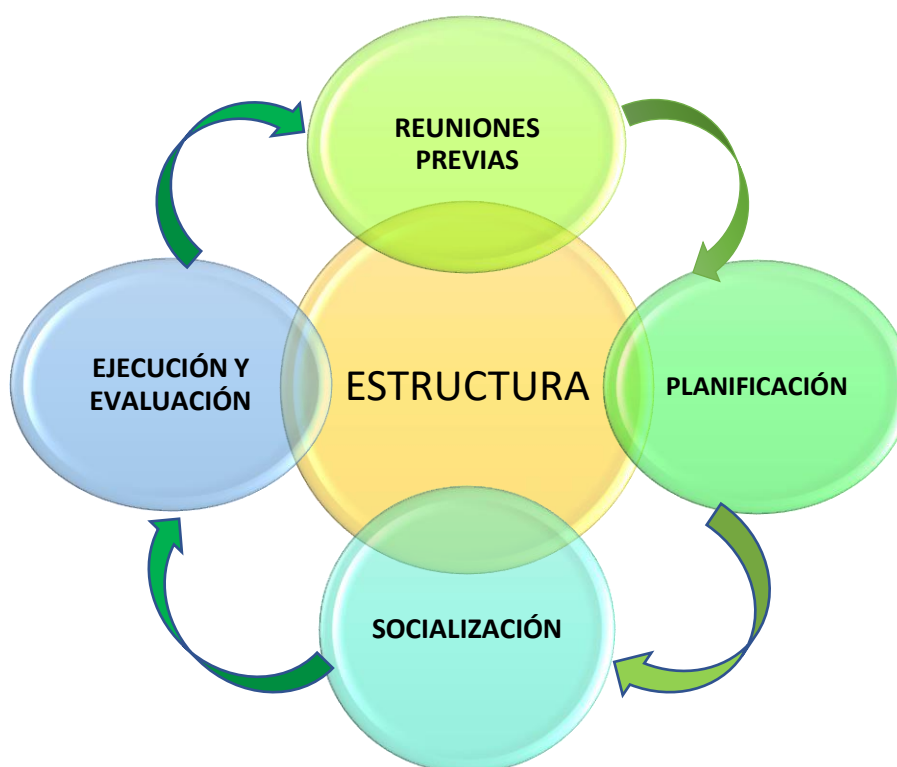 REUNIONES
PREVIAS
EJECUCIÓN Y
EVALUACIÓN
ESTRUCTURA
PLANIFICACIÓN
SOCIALIZACIÓN